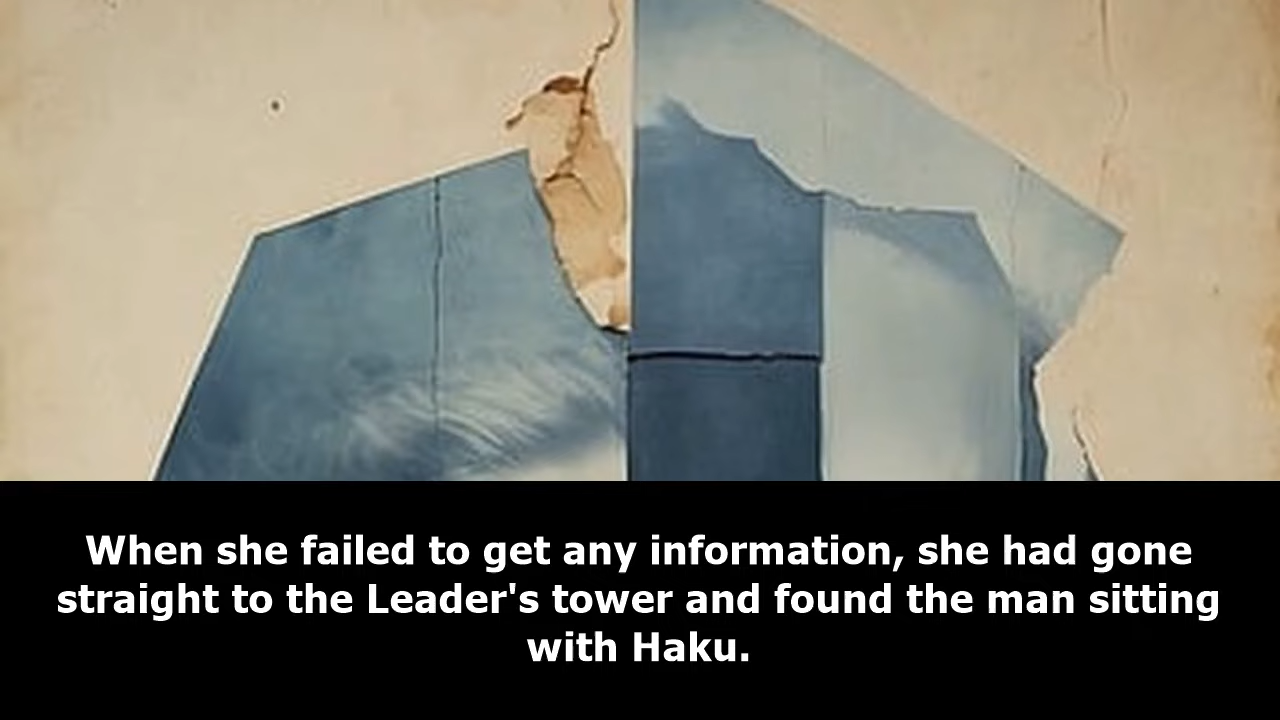 When she failed to get any information, she had gone
straight to the Leader's tower and found the man sitting
with Haku.